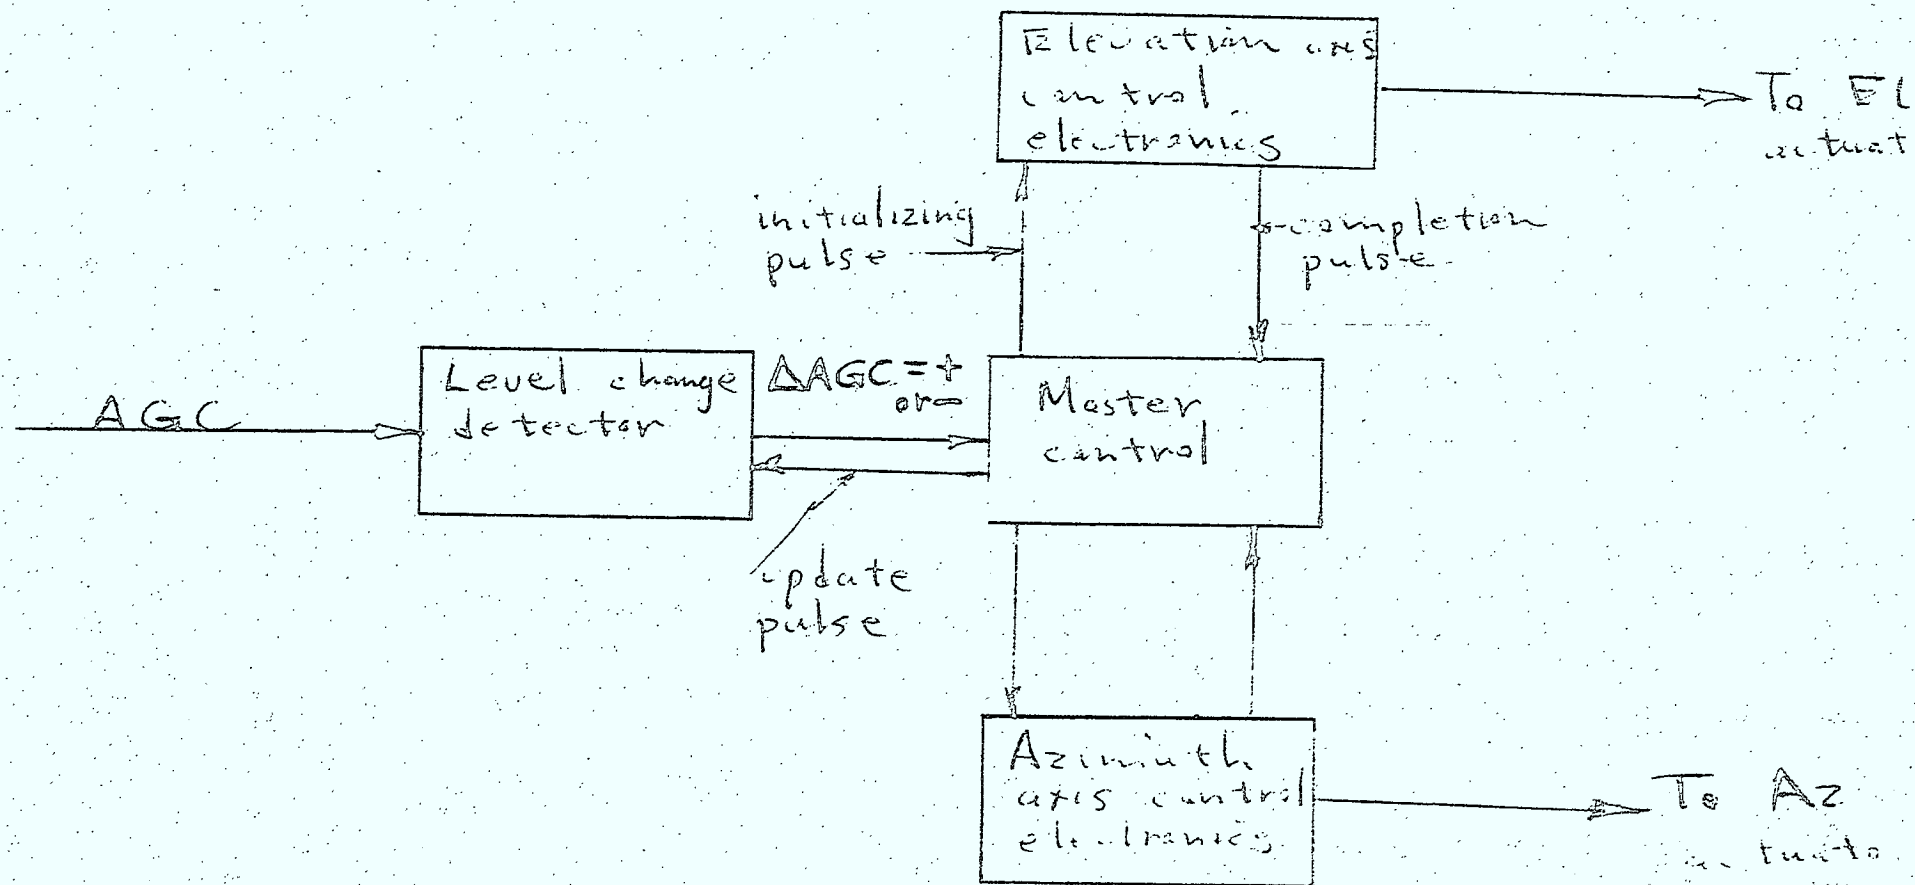 Elevation axis
control
electronics
To El
initializing
pulse
completion
pulse
AGC
Level change
detector
ΔAGC = +
or -
Master
control
update
pulse
Azimuth
axis control
electronics
To Az